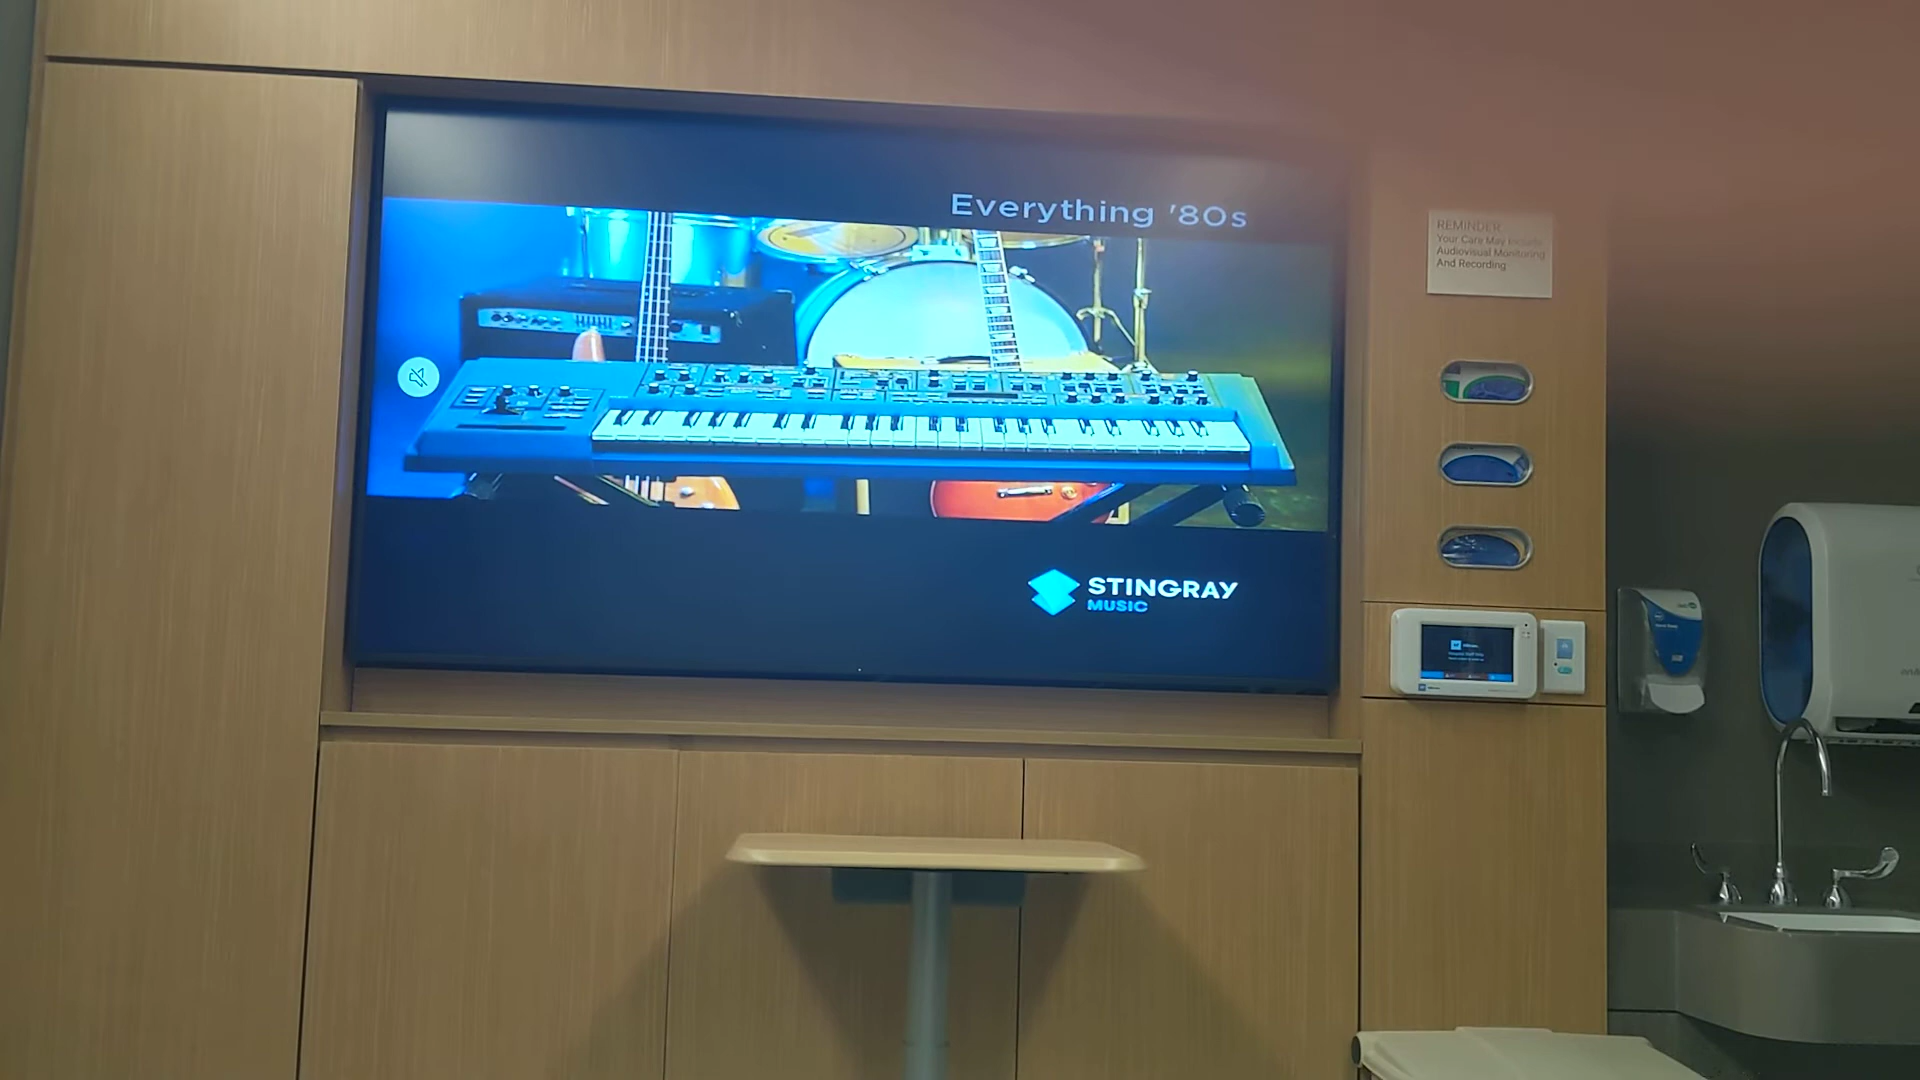 Everything '80s
STINGRAY
MUSIC
REMINDER
Your Care May Include
Audiovisual Monitoring
And Recording